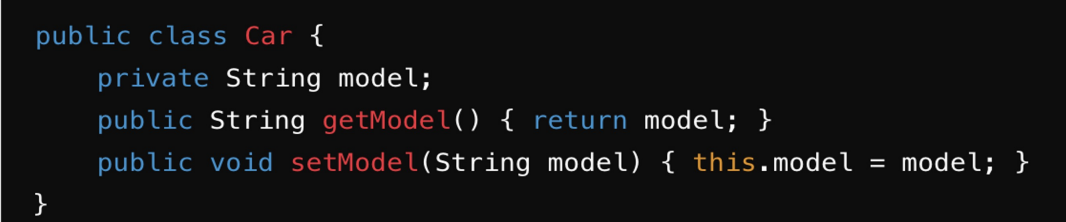 public class Car {
    private String model;
    public String getModel() { return model; }
    public void setModel(String model) { this.model = model; }
}